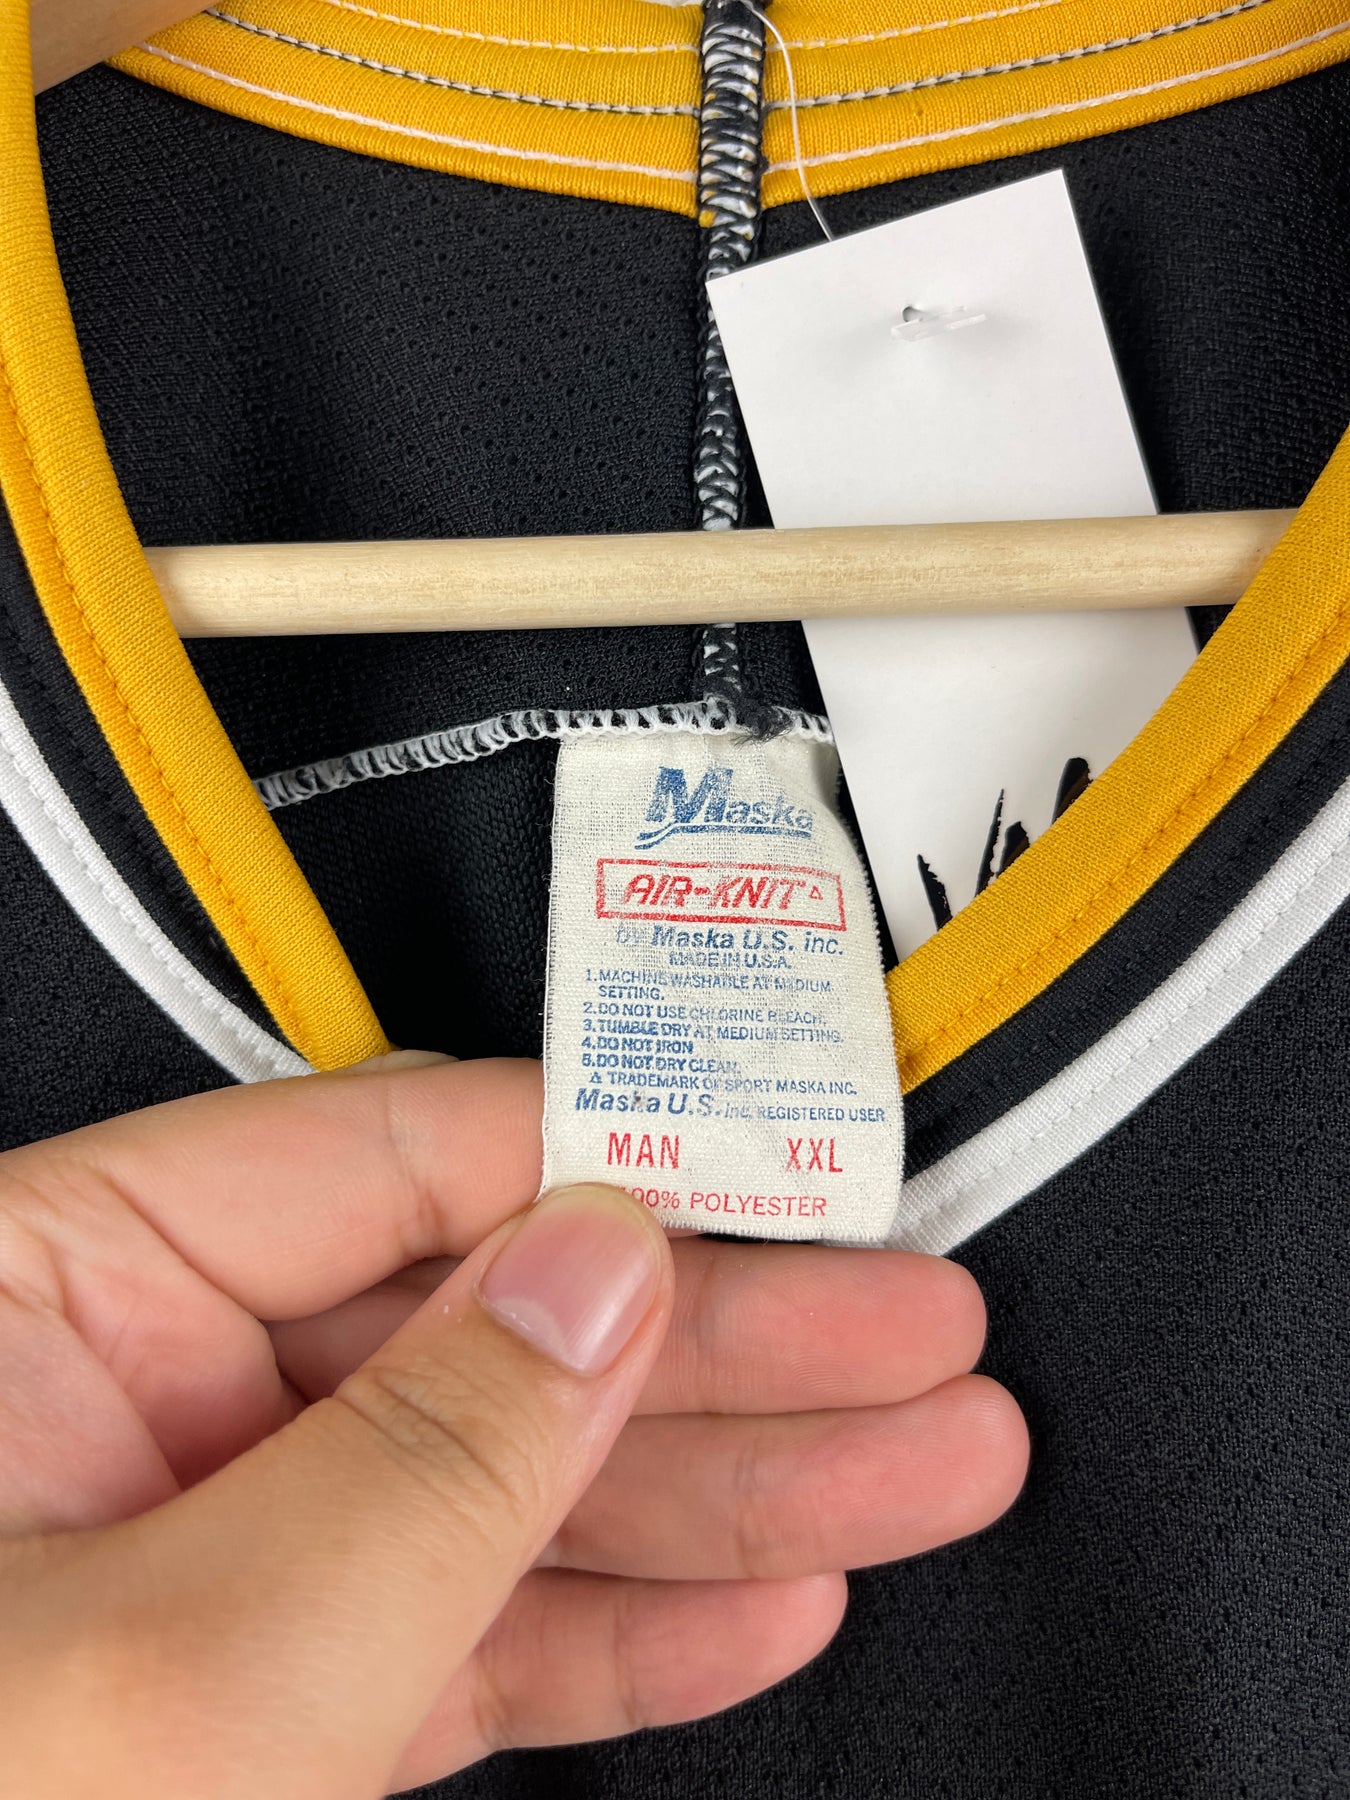 Maska
AIR-KNIT △
by Maska U.S. inc.
MADE IN U.S.A.
1. MACHINE WASHABLE AT MEDIUM
SETTING.
2. DO NOT USE CHLORINE BLEACH.
3. TUMBLE DRY AT MEDIUM SETTING.
4. DO NOT IRON
5. DO NOT DRY CLEAN.
△ TRADEMARK OF SPORT MASKA INC.
Maska U.S. inc. REGISTERED USER
MAN XXL
100% POLYESTER